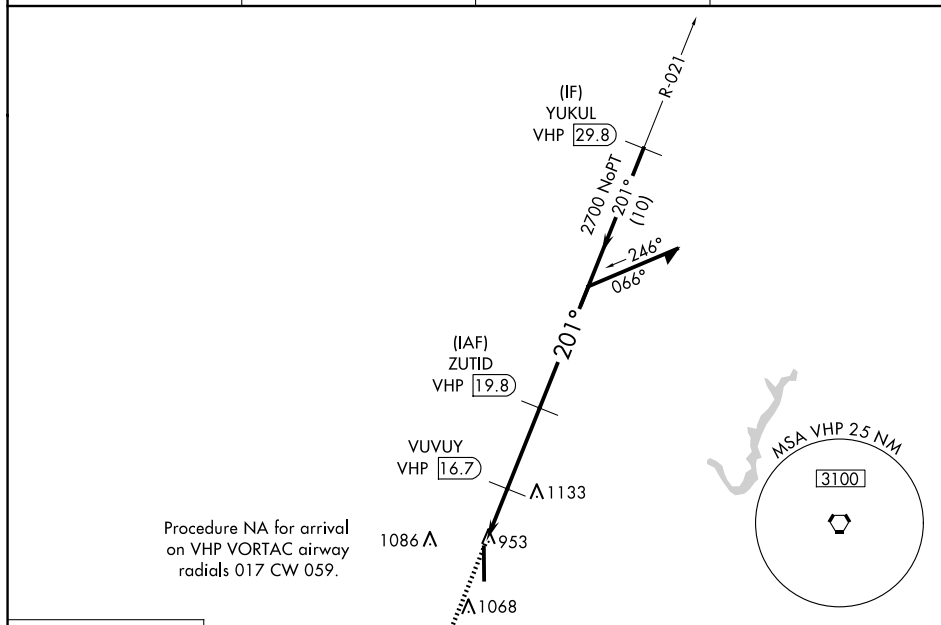 R-021
(IF)
YUKUL
VHP 29.8
2700 NoPT
201°
(10)
246°
066°
201°
(IAF)
ZUTID
VHP 19.8
VUVUY
VHP 16.7
MSA VHP 25 NM
3100
1133
Procedure NA for arrival
on VHP VORTAC airway
radials 017 CW 059.
1086
953
1068